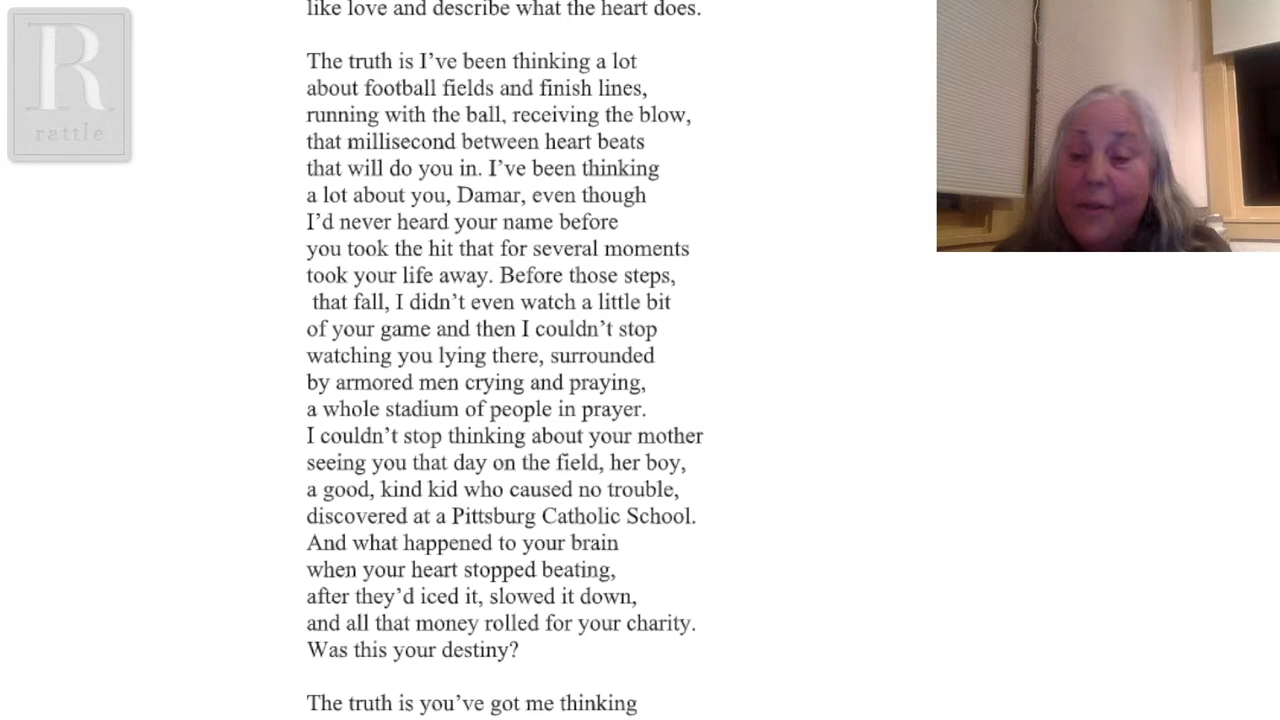 R
rattle
like love and describe what the heart does.
The truth is I’ve been thinking a lot
about football fields and finish lines,
running with the ball, receiving the blow,
that millisecond between heart beats
that will do you in. I’ve been thinking
a lot about you, Damar, even though
I’d never heard your name before
you took the hit that for several moments
took your life away. Before those steps,
that fall, I didn’t even watch a little bit
of your game and then I couldn’t stop
watching you lying there, surrounded
by armored men crying and praying,
a whole stadium of people in prayer.
I couldn’t stop thinking about your mother
seeing you that day on the field, her boy,
a good, kind kid who caused no trouble,
discovered at a Pittsburg Catholic School.
And what happened to your brain
when your heart stopped beating,
after they’d iced it, slowed it down,
and all that money rolled for your charity.
Was this your destiny?
The truth is you’ve got me thinking